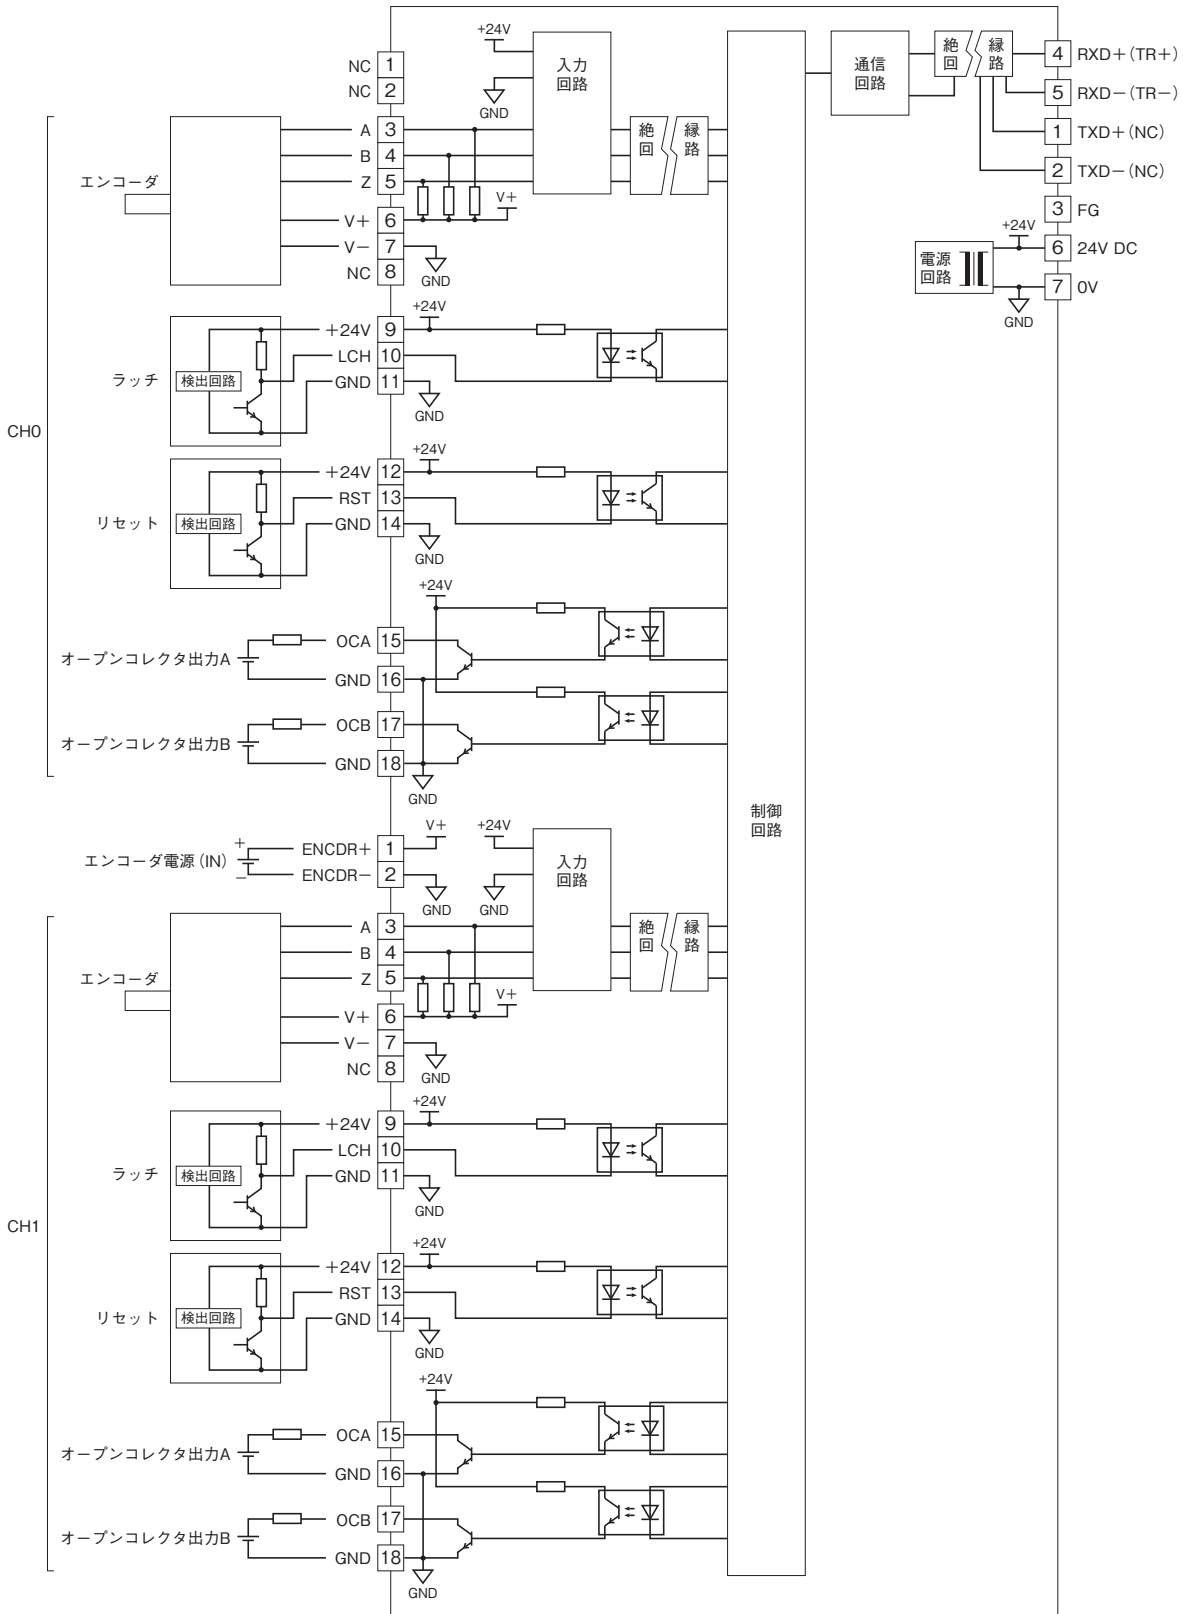 +24V
NC 1
NC 2
GND
入力
回路
絶 縁
回 路
通信
回路
絶 縁
回 路
4 RXD+(TR+)
5 RXD−(TR−)
1 TXD+(NC)
2 TXD−(NC)
3 FG
+24V
6 24V DC
7 0V
電源
回路
GND
CH0
エンコーダ
A 3
B 4
Z 5
V+ 6
V− 7
NC 8
V+
GND
+24V
ラッチ
検出回路
+24V 9
LCH 10
GND 11
GND
+24V
リセット
検出回路
+24V 12
RST 13
GND 14
GND
+24V
オープンコレクタ出力A
OCA 15
GND 16
オープンコレクタ出力B
OCB 17
GND 18
GND
制御
回路
エンコーダ電源(IN)
+
−
ENCDR+ 1
ENCDR− 2
V+
GND
+24V
GND
入力
回路
絶 縁
回 路
CH1
エンコーダ
A 3
B 4
Z 5
V+ 6
V− 7
NC 8
V+
GND
+24V
ラッチ
検出回路
+24V 9
LCH 10
GND 11
GND
+24V
リセット
検出回路
+24V 12
RST 13
GND 14
GND
+24V
オープンコレクタ出力A
OCA 15
GND 16
オープンコレクタ出力B
OCB 17
GND 18
GND